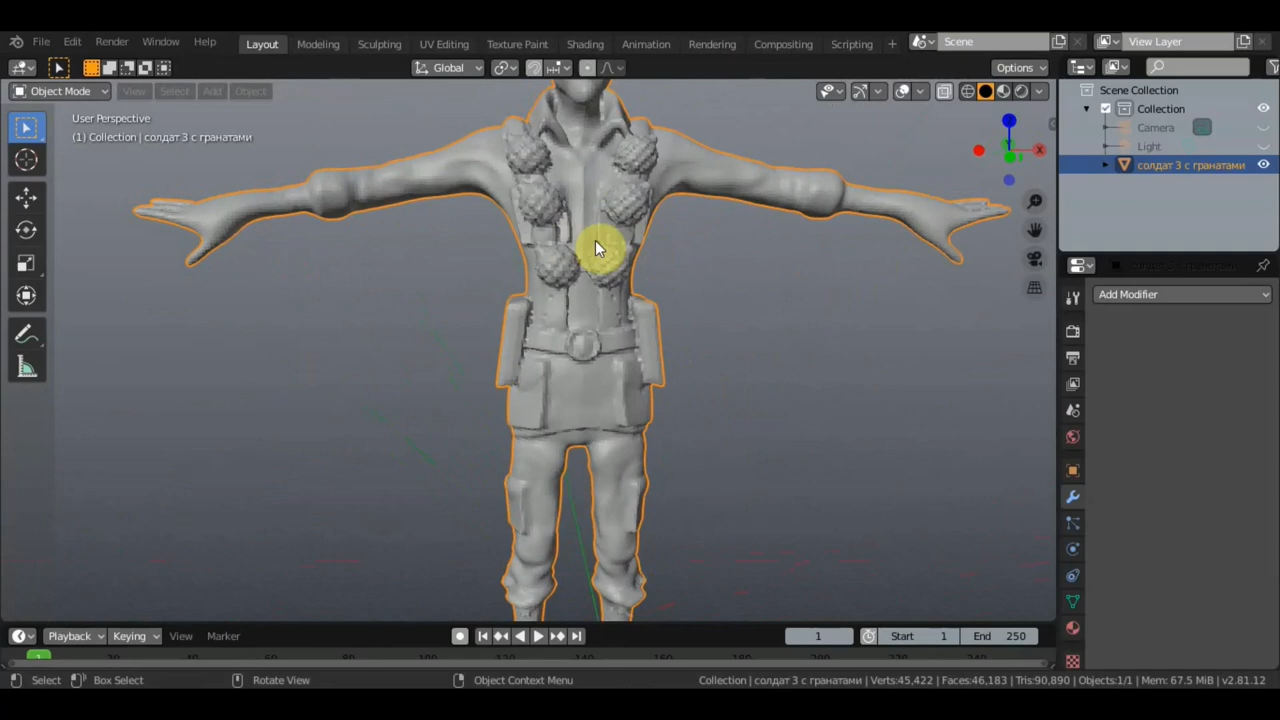 File Edit Render Window Help Layout Modeling Sculpting UV Editing Texture Paint Shading Animation Rendering Compositing Scripting + Scene View Layer
Global Options
Object Mode View Select Add Object
Scene Collection
Collection
Camera
Light
солдат 3 с гранатами
User Perspective
(1) Collection | солдат 3 с гранатами
X
Add Modifier
Playback Keying View Marker 1 Start 1 End 250
1
Select Box Select Rotate View Object Context Menu Collection | солдат 3 с гранатами | Verts:45,422 | Faces:46,183 | Tris:90,890 | Objects:1/1 | Mem: 67.5 MiB | v2.81.12